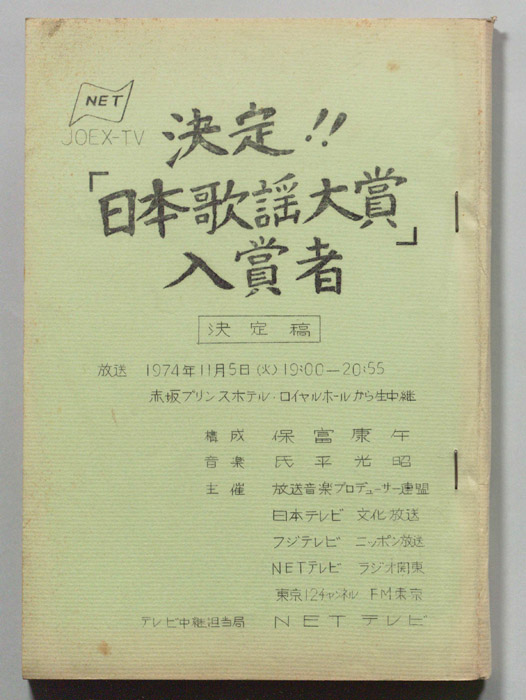 NET
JOEX-TV
決定!!
「日本歌謡大賞」
入賞者
決定稿
放送 1974年11月5日(火)19:00—20:55
赤坂プリンスホテル・ロイヤルホールから生中継
構成 保富康午
音楽 氏平光昭
主催 放送音楽プロデューサー連盟
日本テレビ 文化放送
フジテレビ ニッポン放送
NETテレビ ラジオ関東
東京12チャンネル FM東京
テレビ中継担当局 NETテレビ